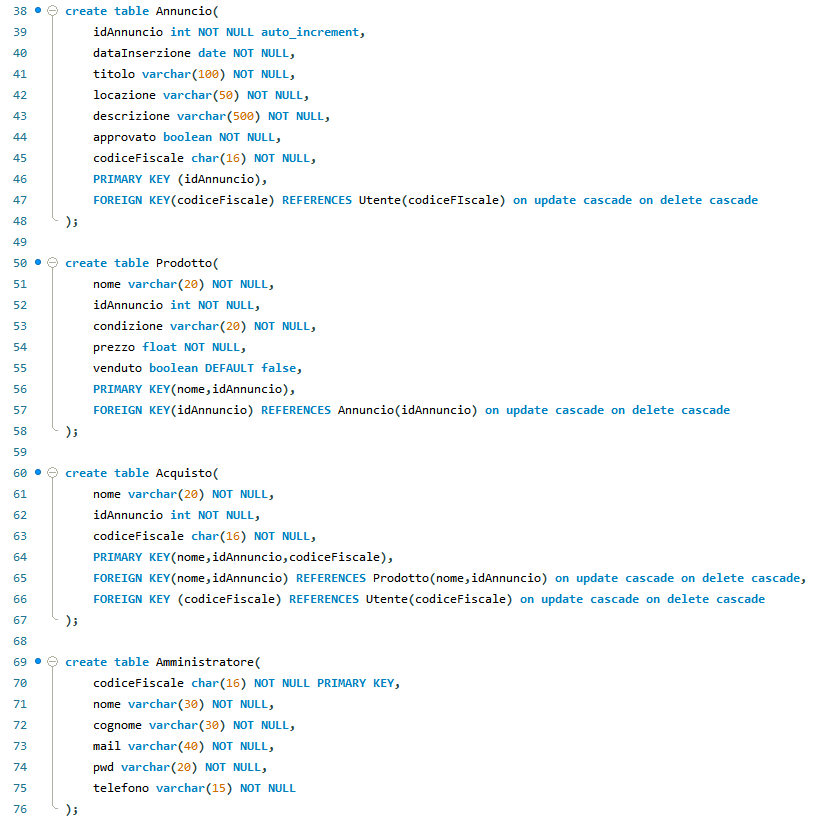 38 create table Annuncio(
39 idAnnuncio int NOT NULL auto_increment,
40 dataInserzione date NOT NULL,
41 titolo varchar(100) NOT NULL,
42 locazione varchar(50) NOT NULL,
43 descrizione varchar(500) NOT NULL,
44 approvato boolean NOT NULL,
45 codiceFiscale char(16) NOT NULL,
46 PRIMARY KEY (idAnnuncio),
47 FOREIGN KEY(codiceFiscale) REFERENCES Utente(codiceFIscale) on update cascade on delete cascade
48 );
49
50 create table Prodotto(
51 nome varchar(20) NOT NULL,
52 idAnnuncio int NOT NULL,
53 condizione varchar(20) NOT NULL,
54 prezzo float NOT NULL,
55 venduto boolean DEFAULT false,
56 PRIMARY KEY(nome,idAnnuncio),
57 FOREIGN KEY(idAnnuncio) REFERENCES Annuncio(idAnnuncio) on update cascade on delete cascade
58 );
59
60 create table Acquisto(
61 nome varchar(20) NOT NULL,
62 idAnnuncio int NOT NULL,
63 codiceFiscale char(16) NOT NULL,
64 PRIMARY KEY(nome,idAnnuncio,codiceFiscale),
65 FOREIGN KEY(nome,idAnnuncio) REFERENCES Prodotto(nome,idAnnuncio) on update cascade on delete cascade,
66 FOREIGN KEY (codiceFiscale) REFERENCES Utente(codiceFiscale) on update cascade on delete cascade
67 );
68
69 create table Amministratore(
70 codiceFiscale char(16) NOT NULL PRIMARY KEY,
71 nome varchar(30) NOT NULL,
72 cognome varchar(30) NOT NULL,
73 mail varchar(40) NOT NULL,
74 pwd varchar(20) NOT NULL,
75 telefono varchar(15) NOT NULL
76 );